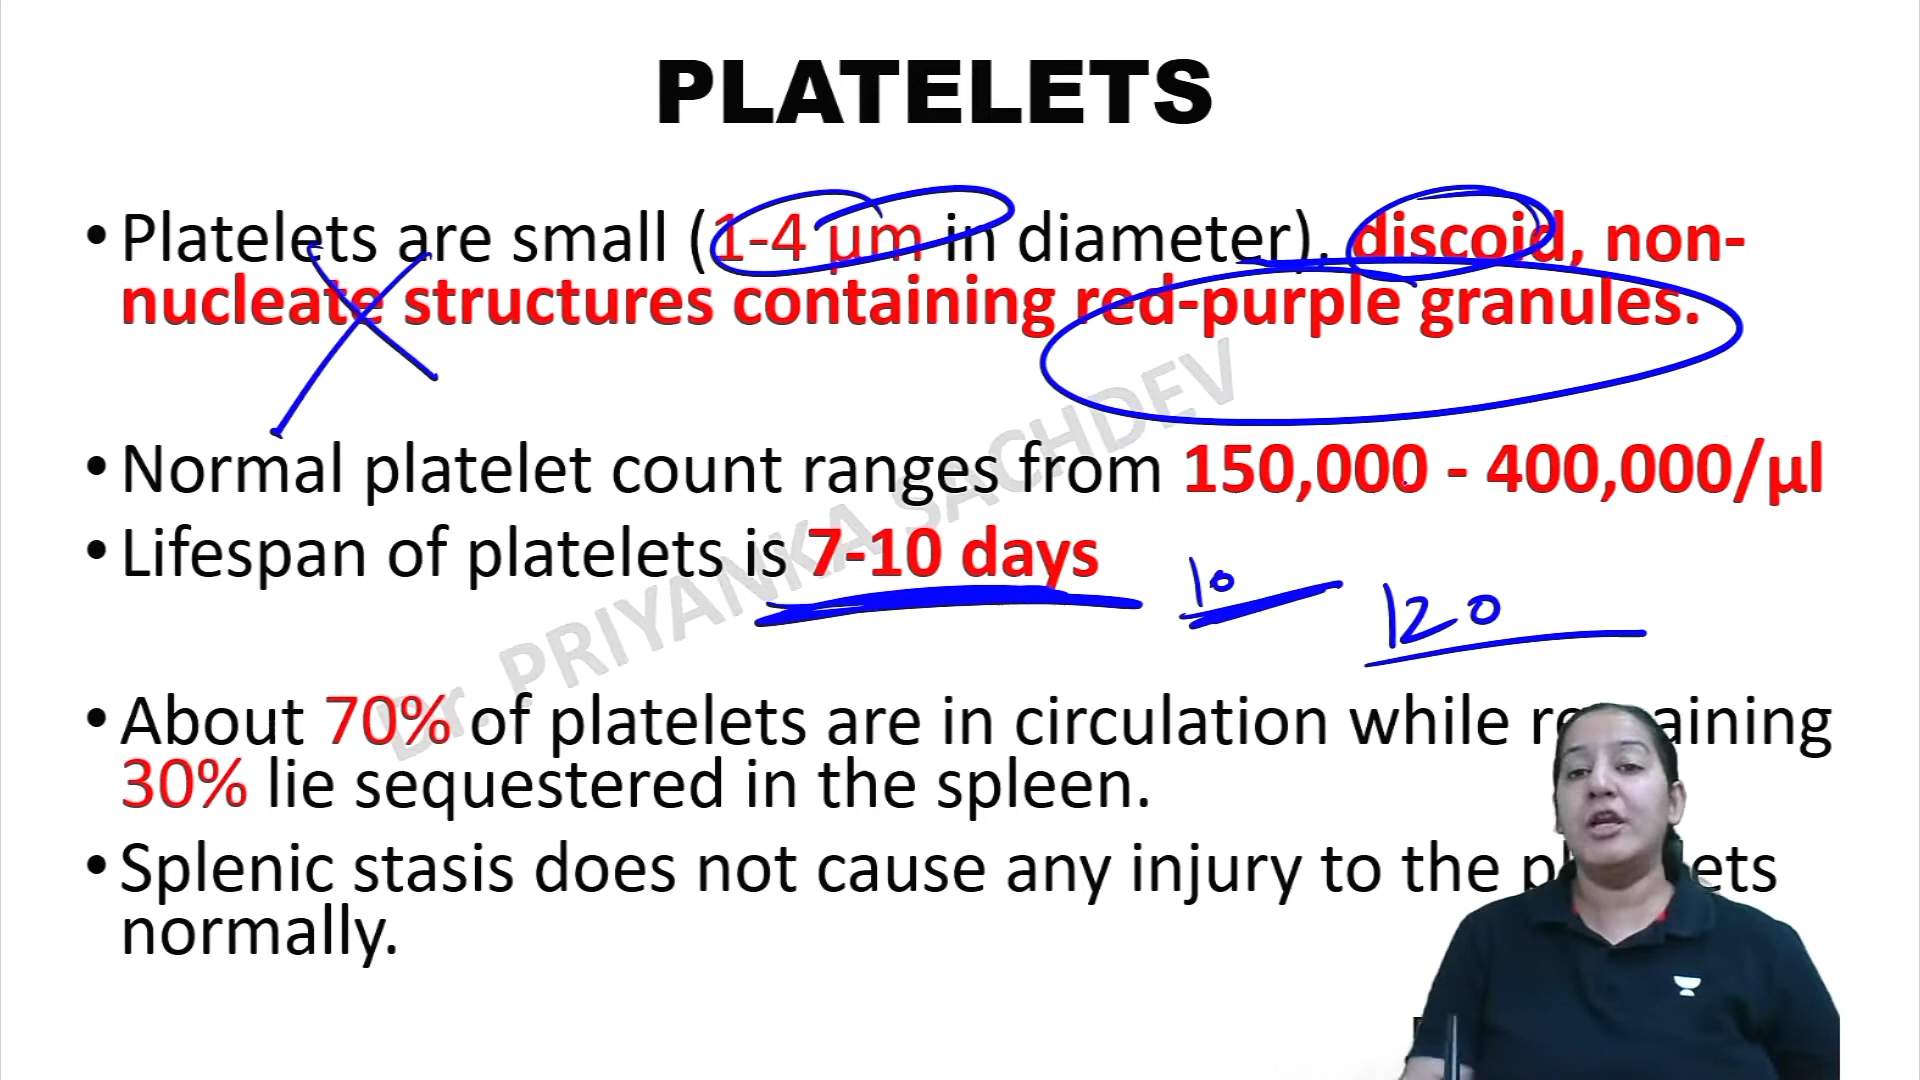 PLATELETS
• Platelets are small (1-4 µm in diameter), discoid, non-
nucleate structures containing red-purple granules.
• Normal platelet count ranges from 150,000 - 400,000/µl
• Lifespan of platelets is 7-10 days
10
120
• About 70% of platelets are in circulation while
30% lie sequestered in the spleen.
• Splenic stasis does not cause any injury to the
normally.
Dr. PRIYANKA SACHDEV